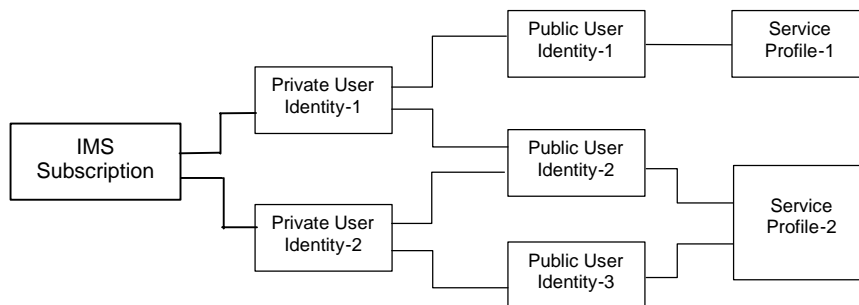 Public User
Identity-1
Service
Profile-1
Private User
Identity-1
IMS
Subscription
Public User
Identity-2
Service
Profile-2
Private User
Identity-2
Public User
Identity-3